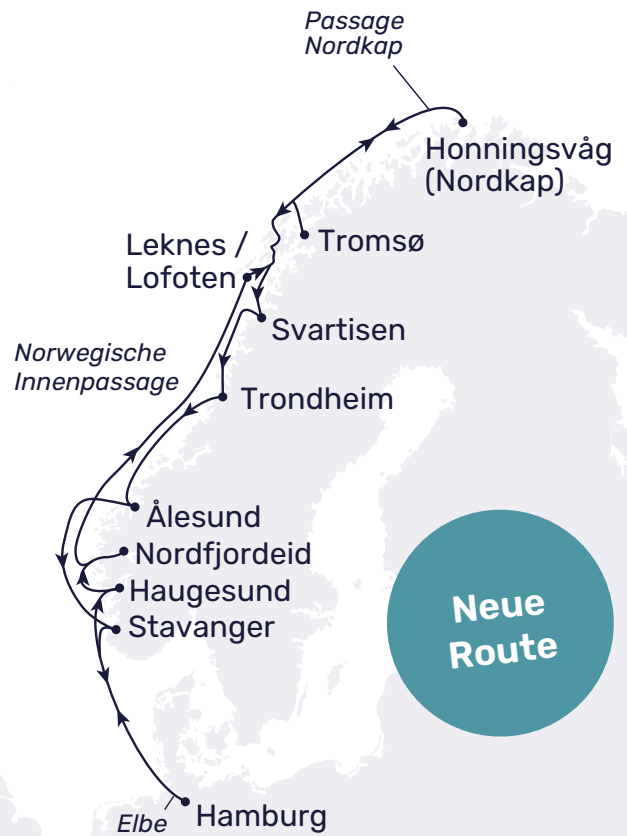 Passage
Nordkap
Honningsvåg
(Nordkap)
Tromsø
Leknes /
Lofoten
Svartisen
Norwegische
Innenpassage
Trondheim
Ålesund
Nordfjordeid
Haugesund
Stavanger
Neue
Route
Elbe
Hamburg